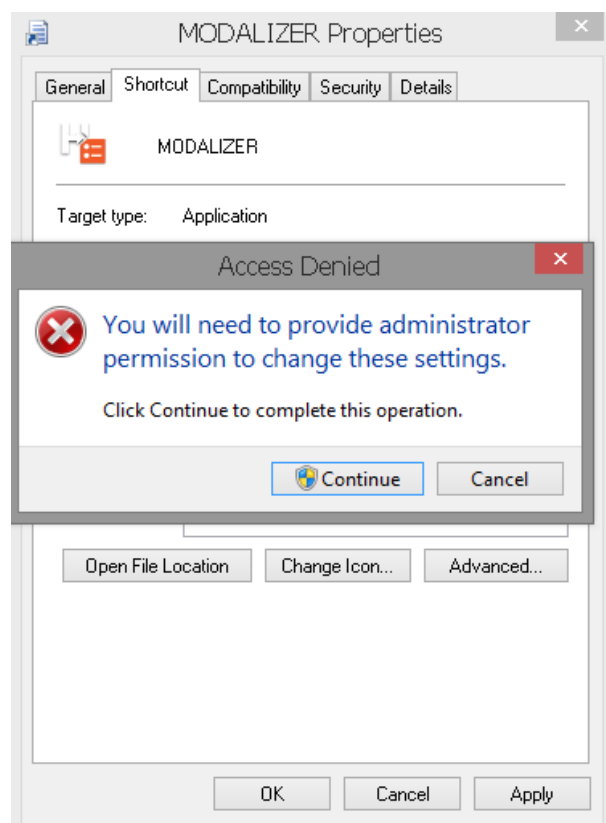 MODALIZER Properties
General Shortcut Compatibility Security Details
MODALIZER
Target type: Application
Access Denied
You will need to provide administrator
permission to change these settings.
Click Continue to complete this operation.
Continue Cancel
Open File Location Change Icon... Advanced...
OK Cancel Apply